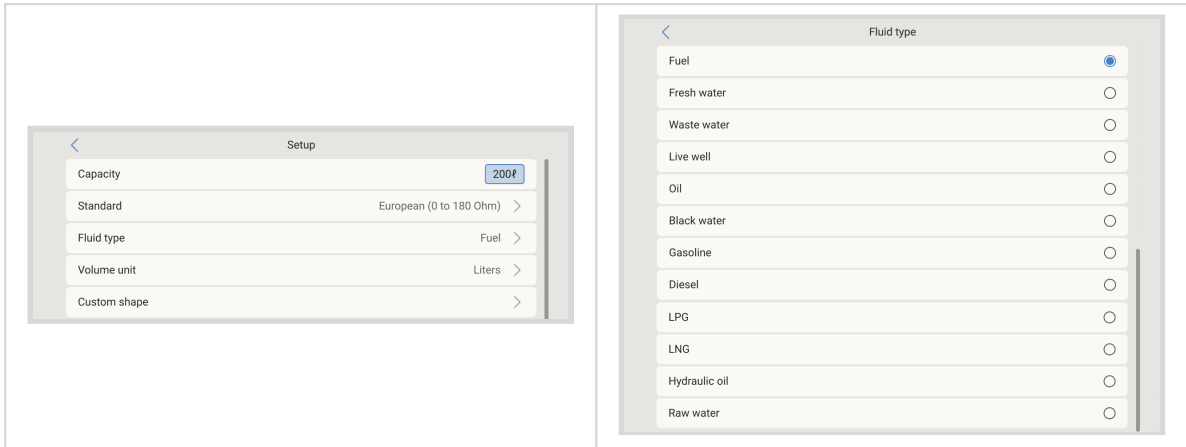 Setup
Capacity 200ℓ
Standard European (0 to 180 Ohm)
Fluid type Fuel
Volume unit Liters
Custom shape
Fluid type
Fuel
Fresh water
Waste water
Live well
Oil
Black water
Gasoline
Diesel
LPG
LNG
Hydraulic oil
Raw water